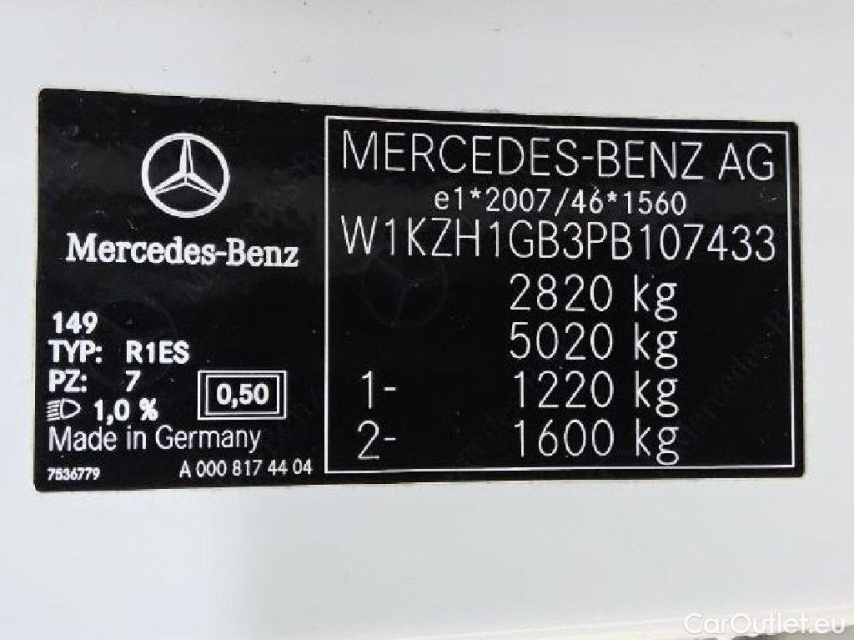 Mercedes-Benz
149
TYP: R1ES
PZ: 7
1,0 %
0,50
Made in Germany
7536779 A 000 817 44 04
MERCEDES-BENZ AG
e1*2007/46*1560
W1KZH1GB3PB107433
2820 kg
5020 kg
1- 1220 kg
2- 1600 kg
CarOutlet.eu